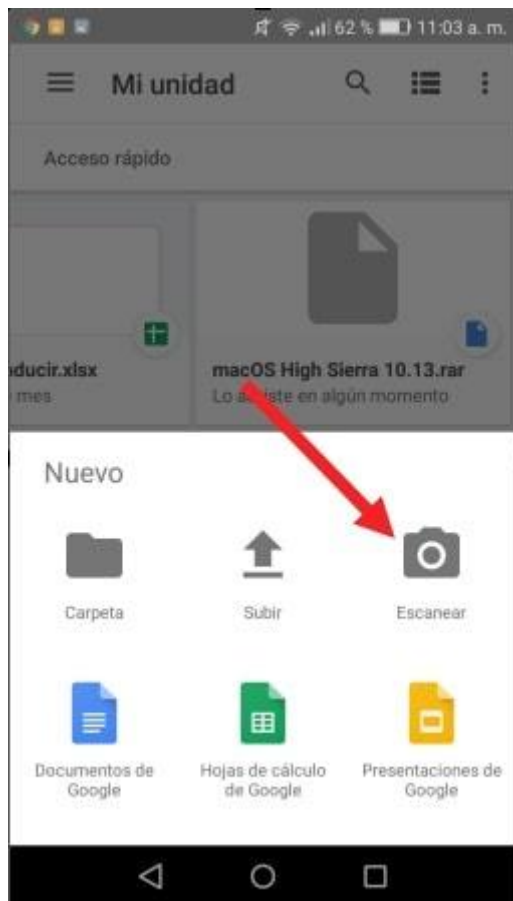 62 % 11:03 a. m.
Mi unidad
Acceso rápido
ducir.xlsx
mes
macOS High Sierra 10.13.rar
Lo abriste en algún momento
Nuevo
Carpeta
Subir
Escanear
Documentos de
Google
Hojas de cálculo
de Google
Presentaciones de
Google